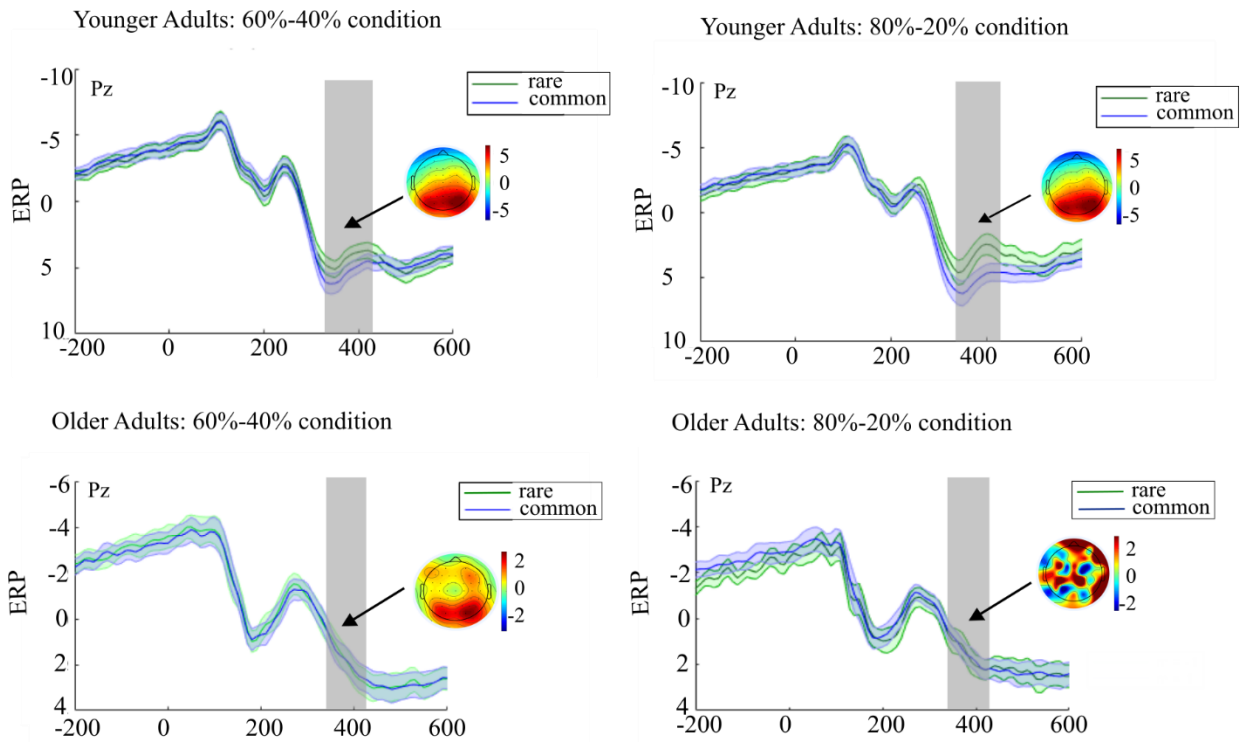 Younger Adults: 60%-40% condition
-10
Pz
rare
common
-5
5
0
0
-5
ERP
5
10
-200
0
200
400
600
Younger Adults: 80%-20% condition
-10
Pz
rare
common
-5
5
0
0
-5
ERP
5
10
-200
0
200
400
600
Older Adults: 60%-40% condition
-6
Pz
rare
common
-4
2
-2
0
-2
0
ERP
2
4
-200
0
200
400
600
Older Adults: 80%-20% condition
-6
Pz
rare
common
-4
2
-2
0
-2
0
ERP
2
4
-200
0
200
400
600